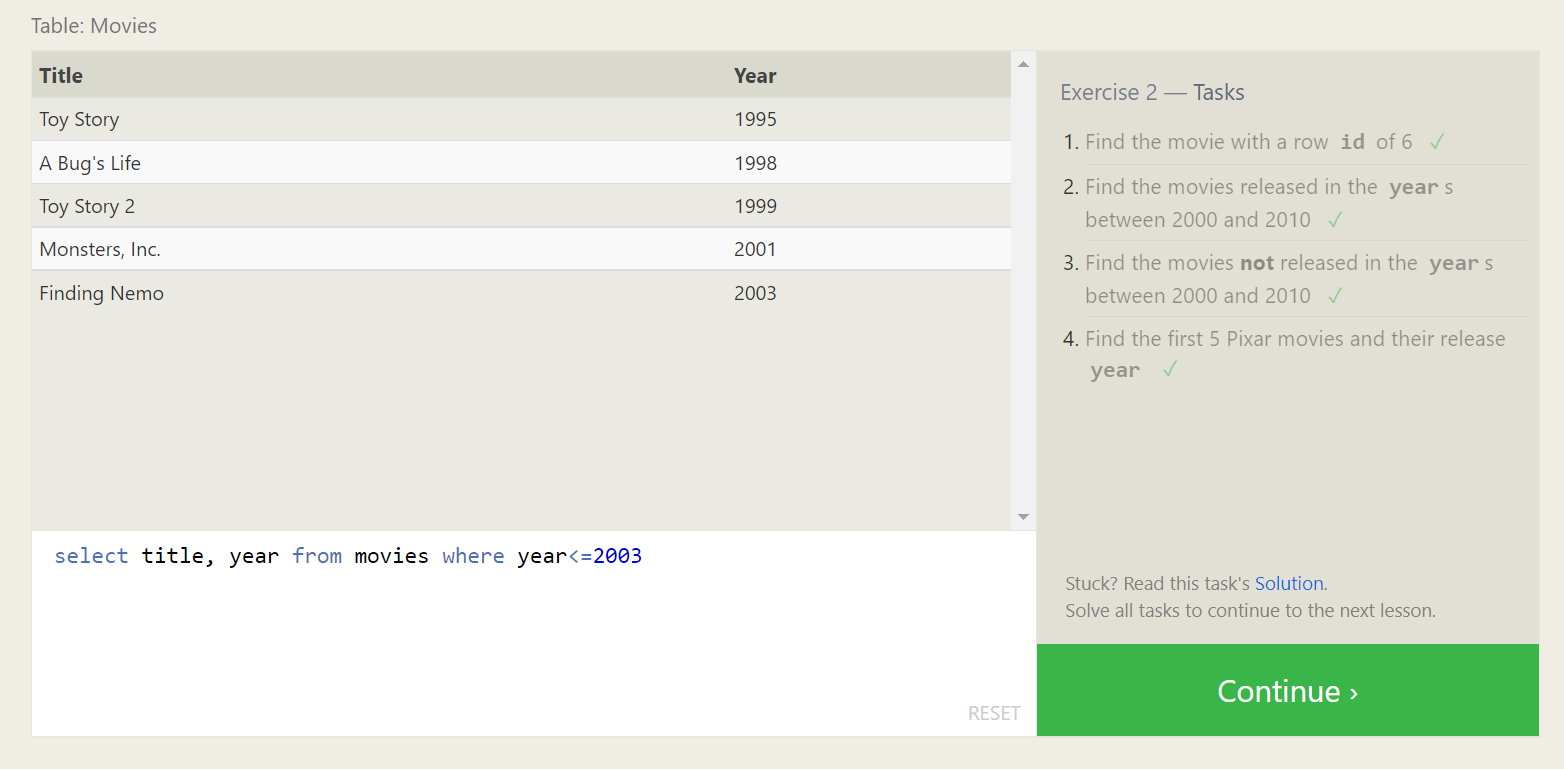 Table: Movies
Title Year
Toy Story 1995
A Bug's Life 1998
Toy Story 2 1999
Monsters, Inc. 2001
Finding Nemo 2003
select title, year from movies where year<=2003
RESET
Exercise 2 — Tasks
1. Find the movie with a row id of 6 ✓
2. Find the movies released in the year s
between 2000 and 2010 ✓
3. Find the movies not released in the year s
between 2000 and 2010 ✓
4. Find the first 5 Pixar movies and their release
year ✓
Stuck? Read this task's Solution.
Solve all tasks to continue to the next lesson.
Continue ›